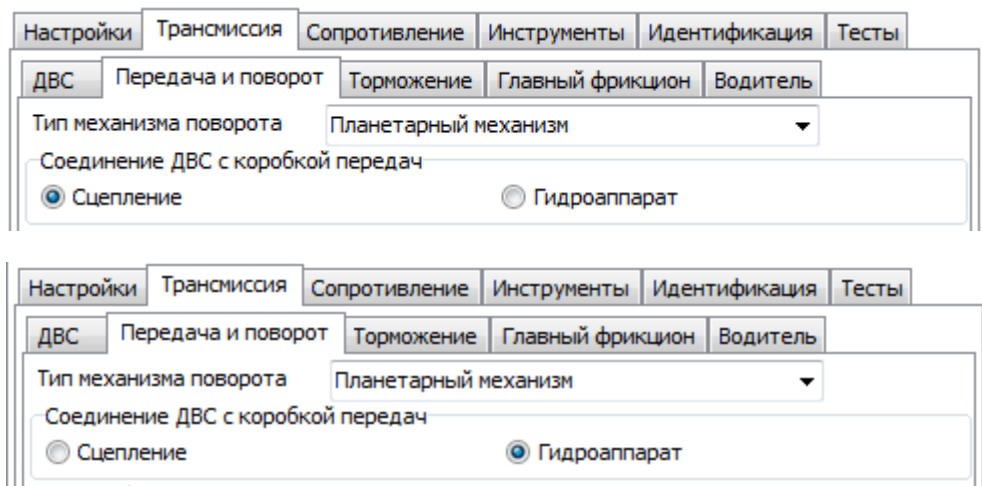 Настройки Трансмиссия Сопротивление Инструменты Идентификация Тесты
ДВС Передача и поворот Торможение Главный фрикцион Водитель
Тип механизма поворота Планетарный механизм
Соединение ДВС с коробкой передач
Сцепление Гидроаппарат
Настройки Трансмиссия Сопротивление Инструменты Идентификация Тесты
ДВС Передача и поворот Торможение Главный фрикцион Водитель
Тип механизма поворота Планетарный механизм
Соединение ДВС с коробкой передач
Сцепление Гидроаппарат